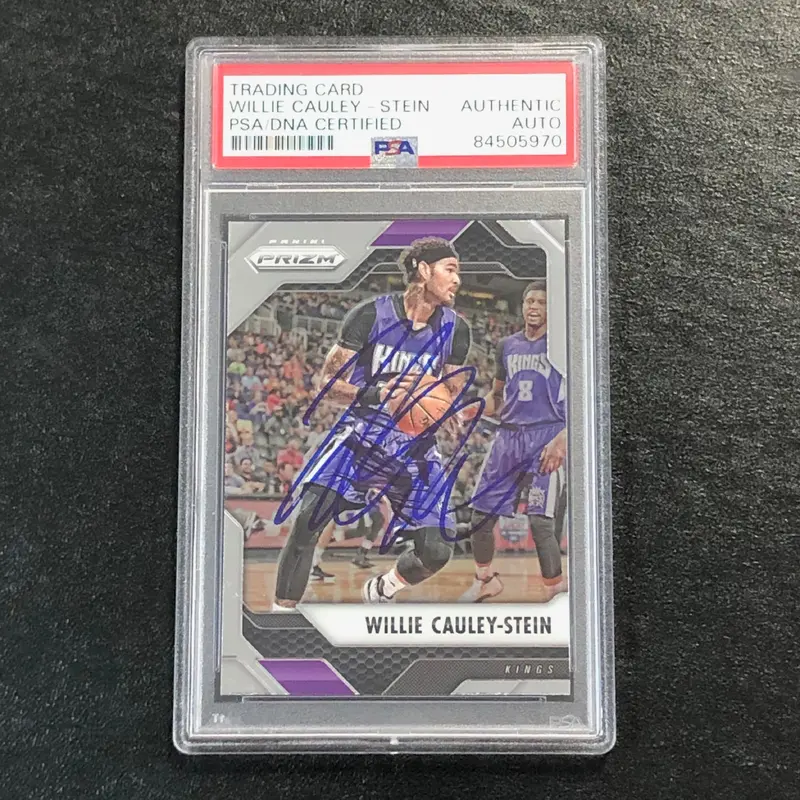 TRADING CARD
WILLIE CAULEY - STEIN
PSA/DNA CERTIFIED
AUTHENTIC
AUTO
84505970
PSA
PANINI
PRIZM
KINGS
KINGS
8
WILLIE CAULEY-STEIN
KINGS
PSA